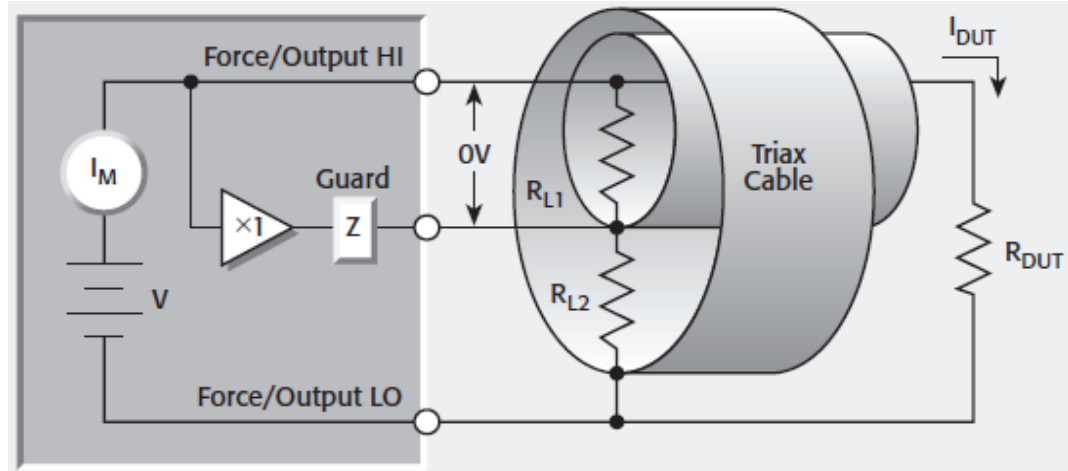 Force/Output HI
I_DUT
I_M
0V
Guard
×1
Z
Triax
Cable
R_L1
R_DUT
V
R_L2
Force/Output LO